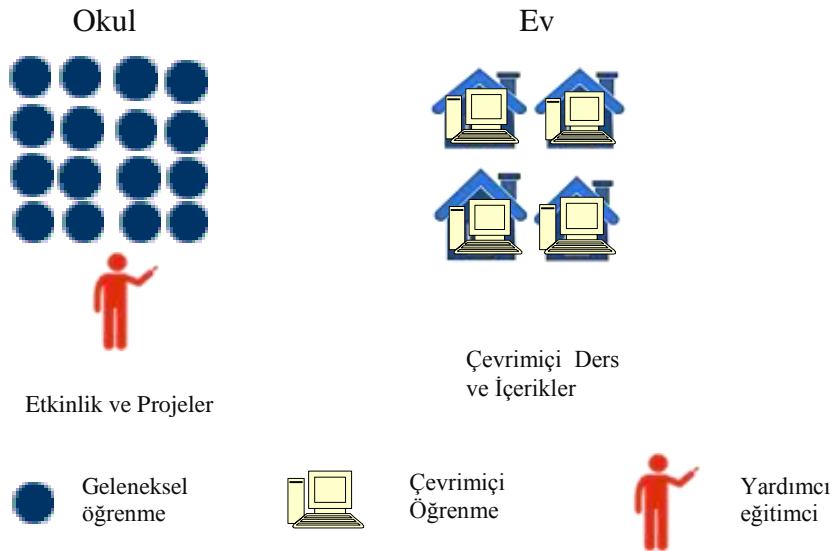 Okul
Ev
Çevrimiçi Ders
ve İçerikler
Etkinlik ve Projeler
Geleneksel
öğrenme
Çevrimiçi
Öğrenme
Yardımcı
eğitimci